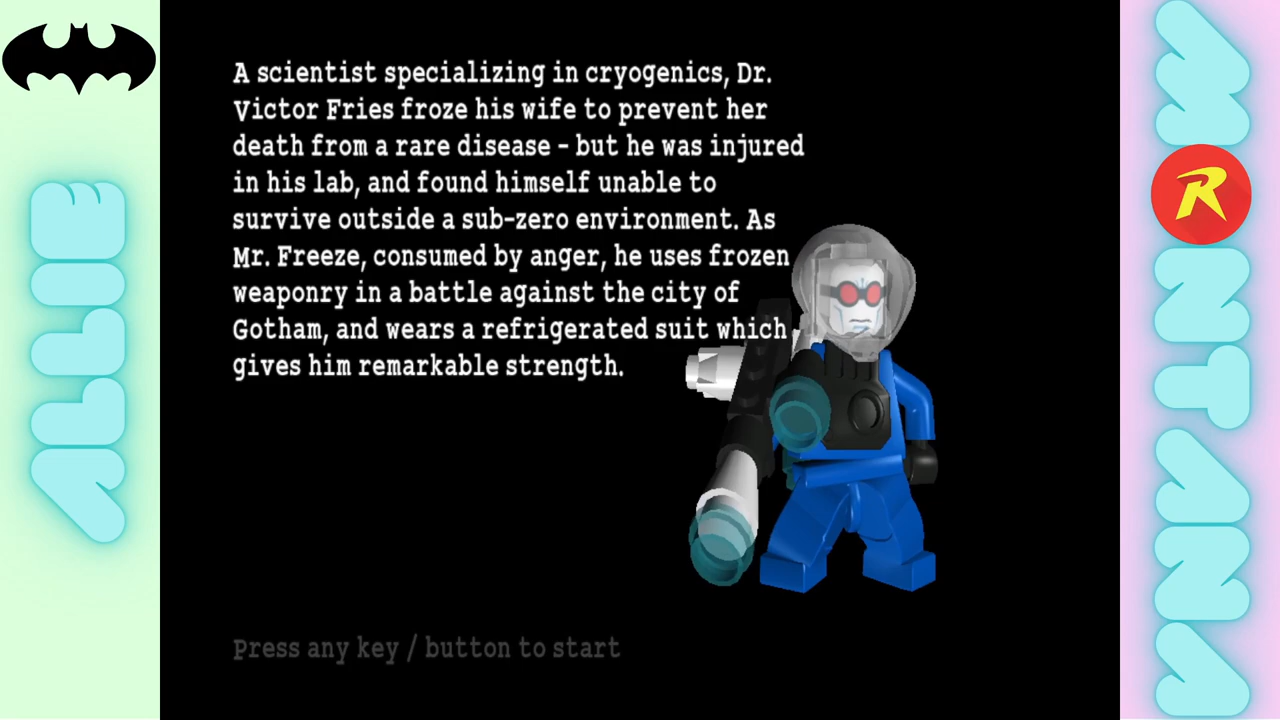 ALLIE
A scientist specializing in cryogenics, Dr.
Victor Fries froze his wife to prevent her
death from a rare disease - but he was injured
in his lab, and found himself unable to
survive outside a sub-zero environment. As
Mr. Freeze, consumed by anger, he uses frozen
weaponry in a battle against the city of
Gotham, and wears a refrigerated suit which
gives him remarkable strength.
Press any key / button to start
M NTANA
R